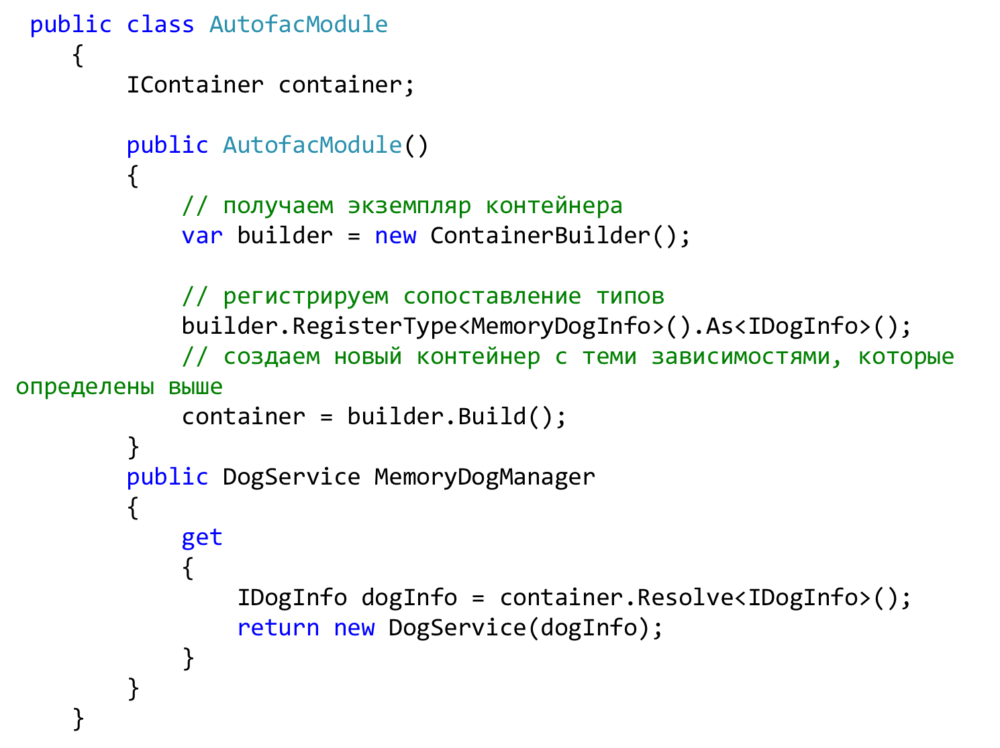 public class AutofacModule
{
IContainer container;
public AutofacModule()
{
// получаем экземпляр контейнера
var builder = new ContainerBuilder();
// регистрируем сопоставление типов
builder.RegisterType<MemoryDogInfo>().As<IDogInfo>();
// создаем новый контейнер с теми зависимостями, которые
определены выше
container = builder.Build();
}
public DogService MemoryDogManager
{
get
{
IDogInfo dogInfo = container.Resolve<IDogInfo>();
return new DogService(dogInfo);
}
}
}